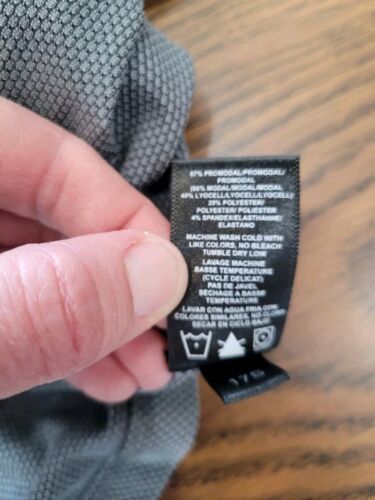 67% PROMODAL/PROMODAL/
PROMODAL
(60% MODAL/MODAL/MODAL
40% LYOCELL/LYOCELL/LYOCELL)
29% POLYESTER/
POLYESTER/ POLIESTER
4% SPANDEX/ELASTHANNE/
ELASTANO
MACHINE WASH COLD WITH
LIKE COLORS, NO BLEACH
TUMBLE DRY LOW
LAVAGE MACHINE
BASSE TEMPERATURE
(CYCLE DELICAT)
PAS DE JAVEL
SECHAGE A BASSE
TEMPERATURE
LAVAR CON AGUA FRIA CON
COLORES SIMILARES, NO CLORO
SECAR EN CICLO BAJO